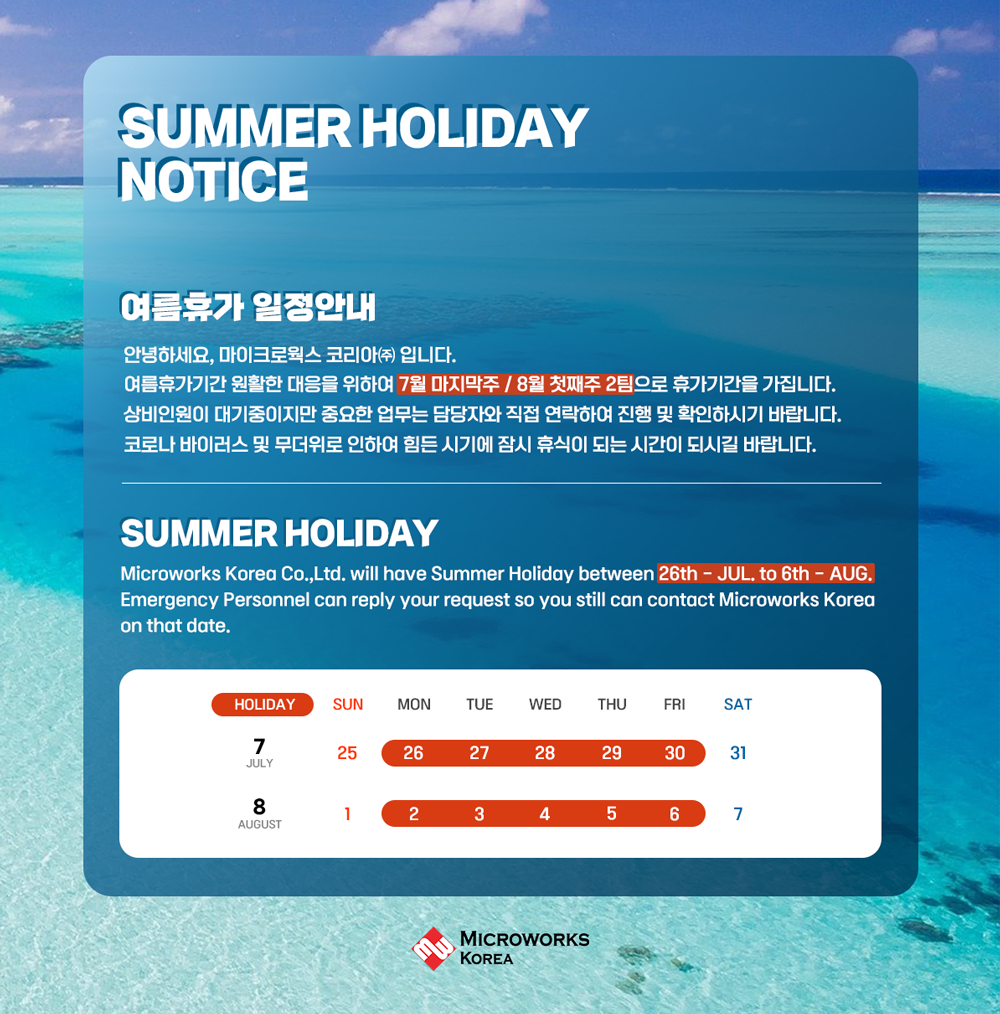 SUMMER HOLIDAY
NOTICE
여름휴가 일정안내
안녕하세요, 마이크로웍스 코리아㈜ 입니다.
여름휴가기간 원활한 대응을 위하여 7월 마지막주 / 8월 첫째주 2팀으로 휴가기간을 가집니다.
상비인원이 대기중이지만 중요한 업무는 담당자와 직접 연락하여 진행 및 확인하시기 바랍니다.
코로나 바이러스 및 무더위로 인하여 힘든 시기에 잠시 휴식이 되는 시간이 되시길 바랍니다.
SUMMER HOLIDAY
Microworks Korea Co.,Ltd. will have Summer Holiday between 26th - JUL. to 6th - AUG.
Emergency Personnel can reply your request so you still can contact Microworks Korea
on that date.
HOLIDAY SUN MON TUE WED THU FRI SAT
7 25 26 27 28 29 30 31
JULY
8 1 2 3 4 5 6 7
AUGUST
mw MICROWORKS
KOREA